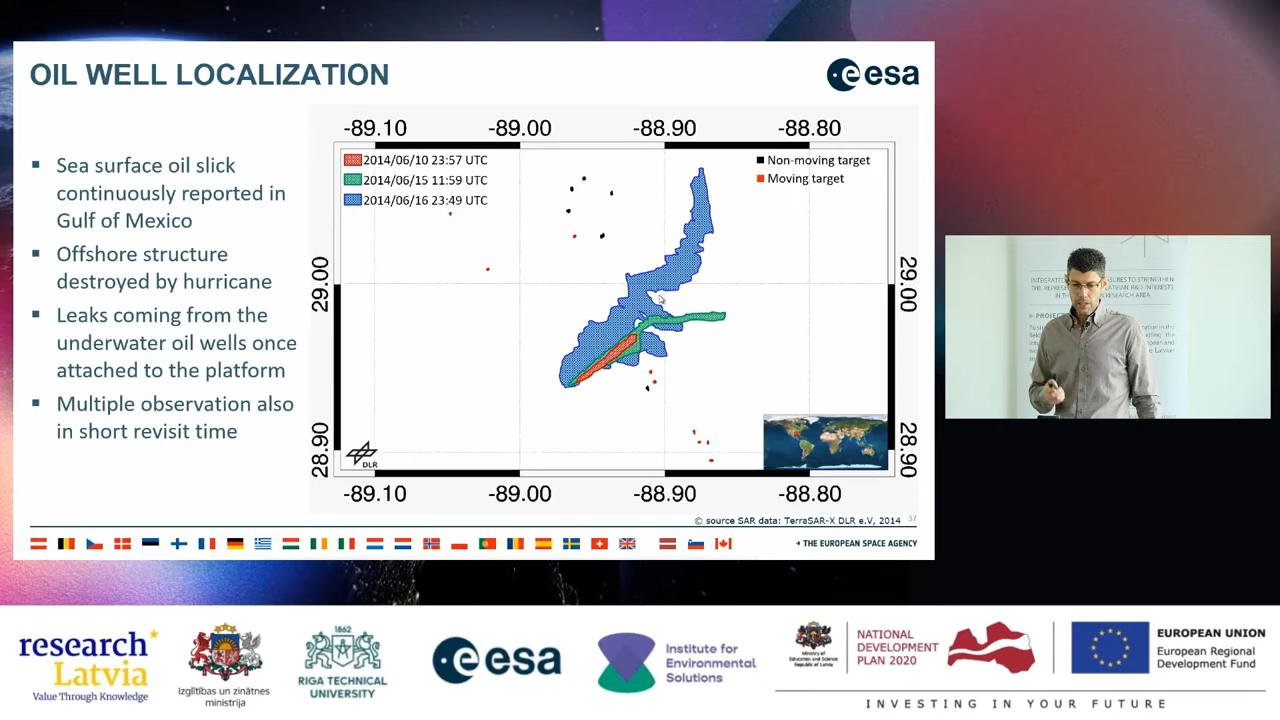 OIL WELL LOCALIZATION
esa
▪ Sea surface oil slick
continuously reported in
Gulf of Mexico
▪ Offshore structure
destroyed by hurricane
▪ Leaks coming from the
underwater oil wells once
attached to the platform
▪ Multiple observation also
in short revisit time
-89.10 -89.00 -88.90 -88.80
2014/06/10 23:57 UTC
2014/06/15 11:59 UTC
2014/06/16 23:49 UTC
Non-moving target
Moving target
29.00
29.00
28.90
28.90
DLR
-89.10 -89.00 -88.90 -88.80
© source SAR data: TerraSAR-X DLR e.V, 2014 37
→ THE EUROPEAN SPACE AGENCY
research
Latvia
Value Through Knowledge
Izglītības un zinātnes
ministrija
1862
RIGA TECHNICAL
UNIVERSITY
esa
Institute for
Environmental
Solutions
Ministry of
Education and Science
Republic of Latvia
NATIONAL
DEVELOPMENT
PLAN 2020
EUROPEAN UNION
European Regional
Development Fund
INVESTING IN YOUR FUTURE